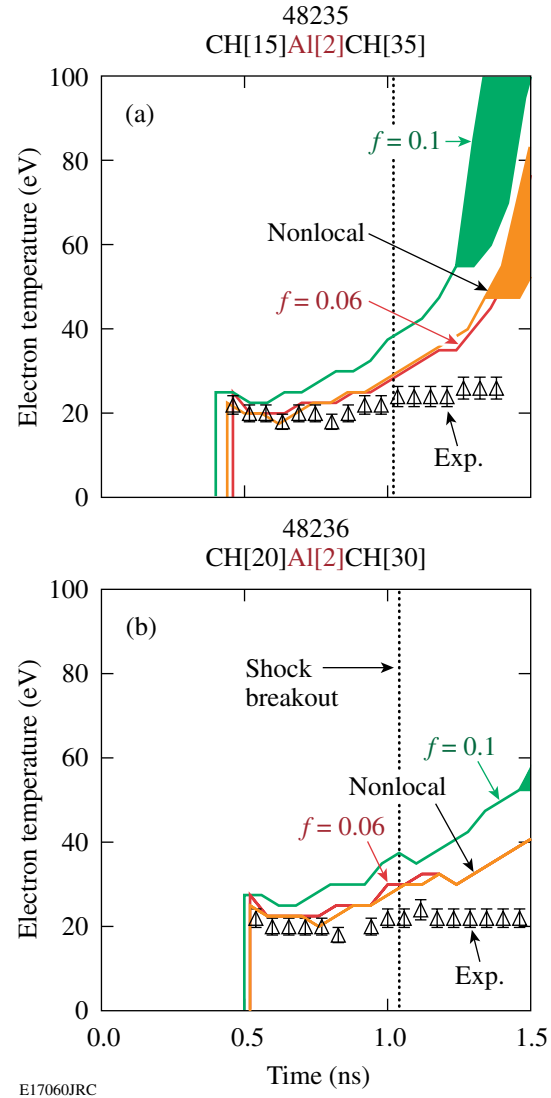 48235
CH[15]Al[2]CH[35]
100
(a)
f = 0.1
80
Nonlocal
60
f = 0.06
40
20
Exp.
0
Electron temperature (eV)
48236
CH[20]Al[2]CH[30]
100
(b)
80
Shock
breakout
f = 0.1
60
Nonlocal
f = 0.06
40
20
Exp.
0
Electron temperature (eV)
0.0 0.5 1.0 1.5
Time (ns)
E17060JRC